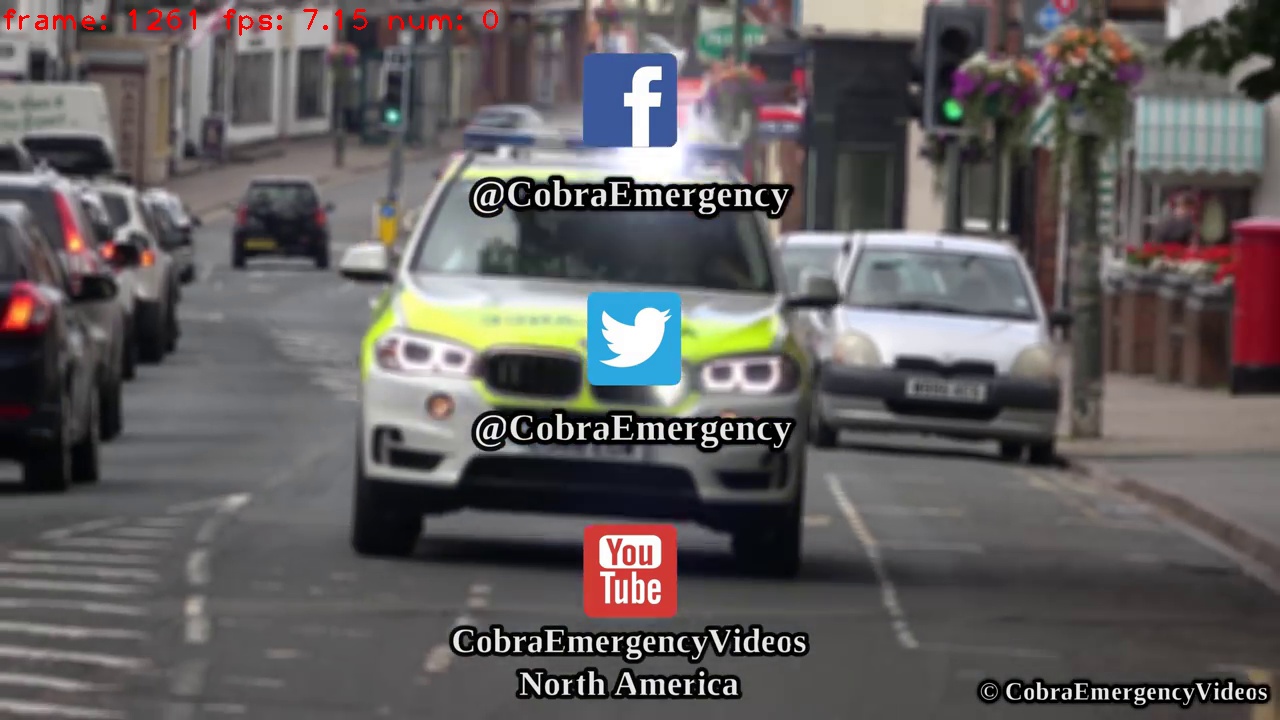 frame: 1261 fps: 7.15 num: 0
f
@CobraEmergency
@CobraEmergency
You
Tube
CobraEmergencyVideos
North America
© CobraEmergencyVideos